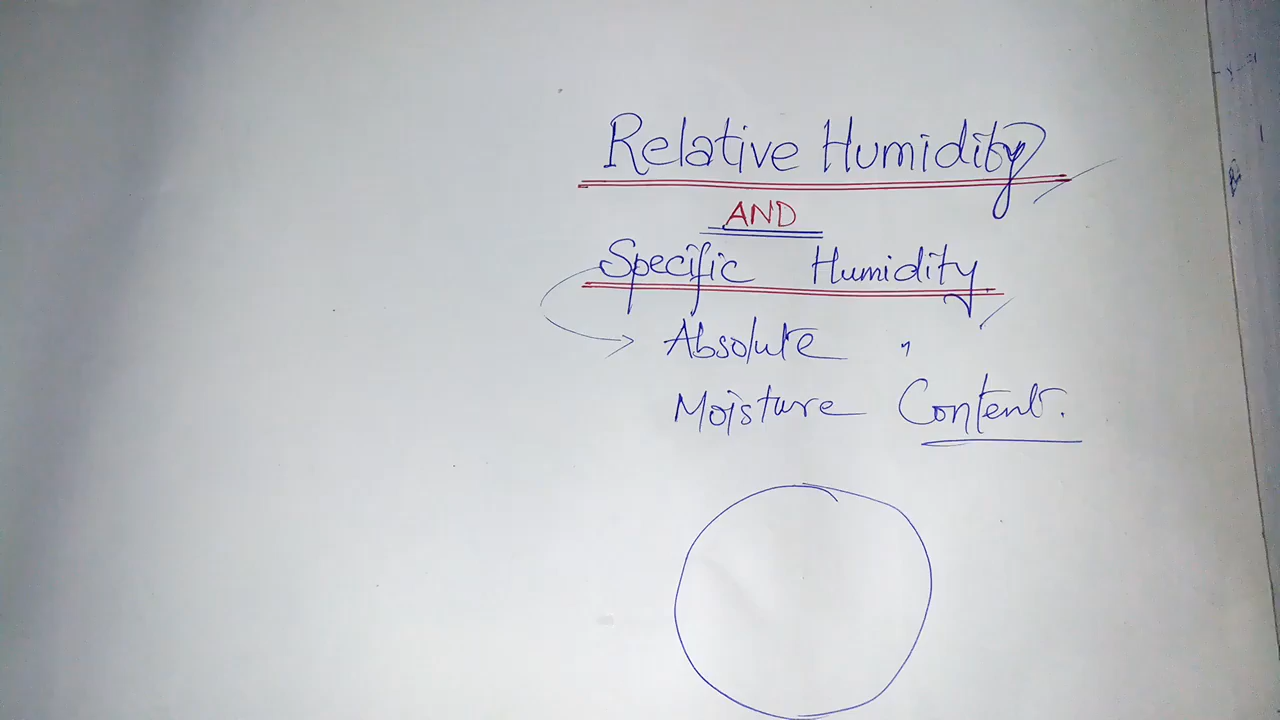 Relative Humidity
AND
Specific Humidity
Absolute "
Moisture Content.